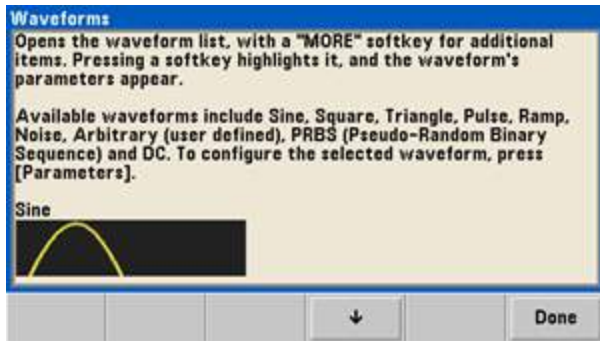 Waveforms
Opens the waveform list, with a "MORE" softkey for additional
items. Pressing a softkey highlights it, and the waveform's
parameters appear.
Available waveforms include Sine, Square, Triangle, Pulse, Ramp,
Noise, Arbitrary (user defined), PRBS (Pseudo-Random Binary
Sequence) and DC. To configure the selected waveform, press
[Parameters].
Sine
Done